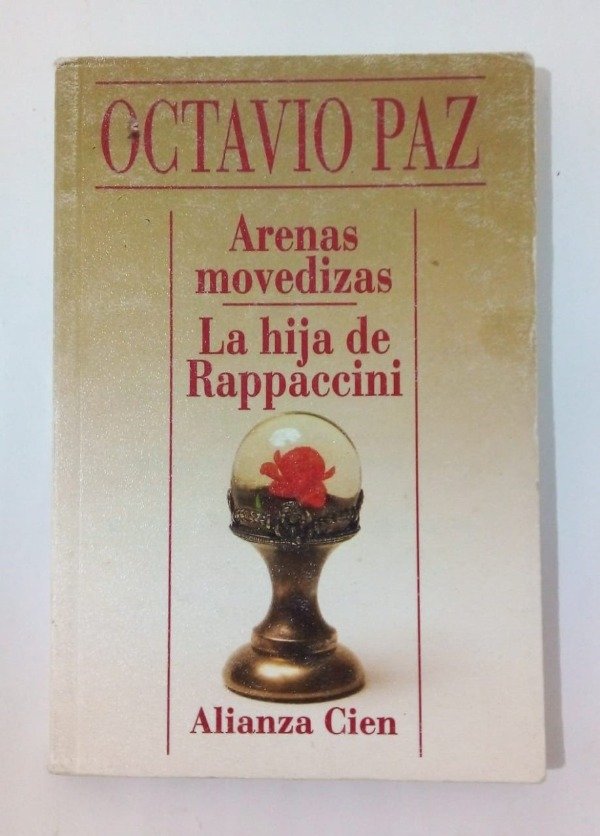 OCTAVIO PAZ
Arenas
movedizas
La hija de
Rappaccini
Alianza Cien